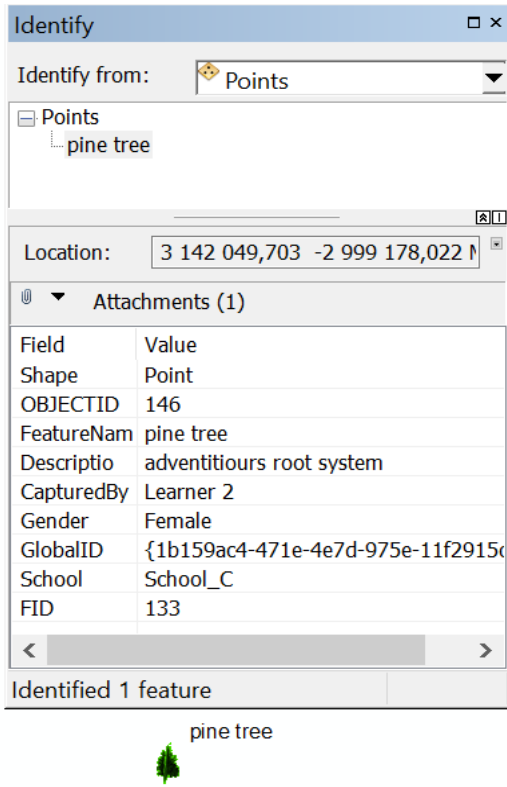 Identify
Identify from: Points
Points
pine tree
Location: 3 142 049,703 -2 999 178,022 M
Attachments (1)
Field Value
Shape Point
OBJECTID 146
FeatureNam pine tree
Descriptio adventitiours root system
CapturedBy Learner 2
Gender Female
GlobalID {1b159ac4-471e-4e7d-975e-11f2915c
School School_C
FID 133
Identified 1 feature
pine tree